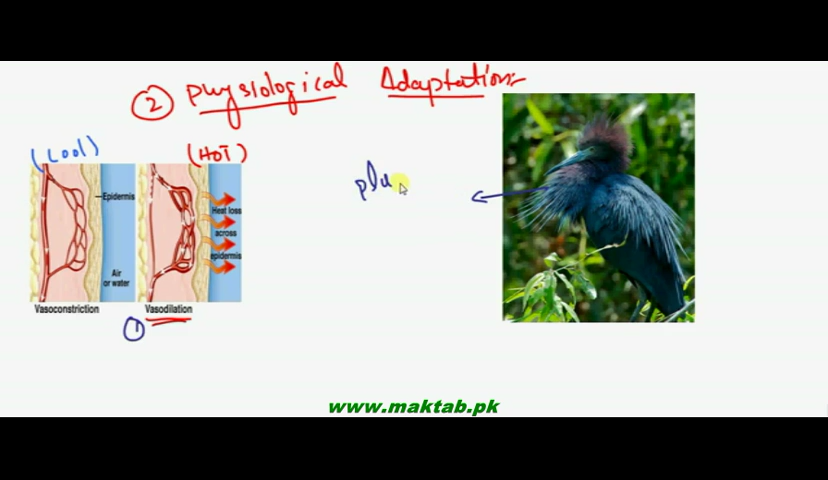 ② Physiological Adaptations
(Cool)
(HOT)
Epidermis
Heat loss
across
epidermis
Air
or water
Vasoconstriction
Vasodilation
①
plu
www.maktab.pk